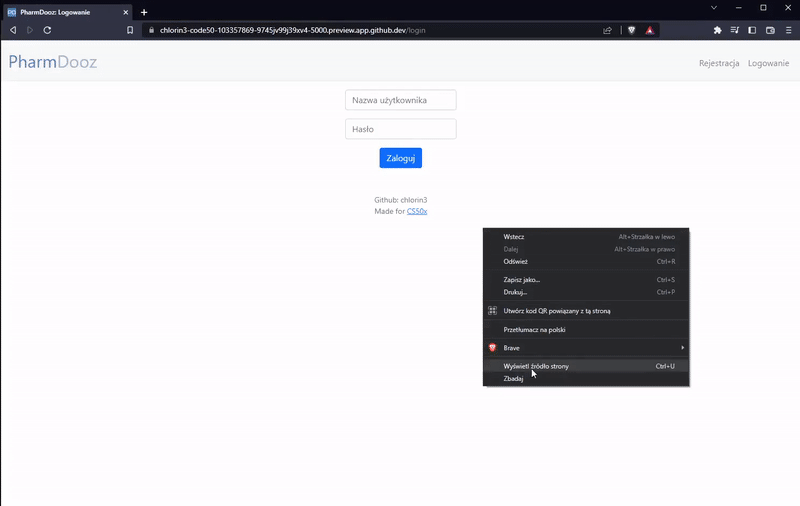 PD PharmDooz: Logowanie
chlorin3-code50-103357869-9745jv99j39xv4-5000.preview.app.github.dev/login
PharmDooz
Rejestracja Logowanie
Nazwa użytkownika
Hasło
Zaloguj
Github: chlorin3
Made for CS50x
Wstecz Alt+Strzałka w lewo
Dalej Alt+Strzałka w prawo
Odśwież Ctrl+R
Zapisz jako... Ctrl+S
Drukuj... Ctrl+P
Utwórz kod QR powiązany z tą stroną
Przetłumacz na polski
Brave
Wyświetl źródło strony Ctrl+U
Zbadaj